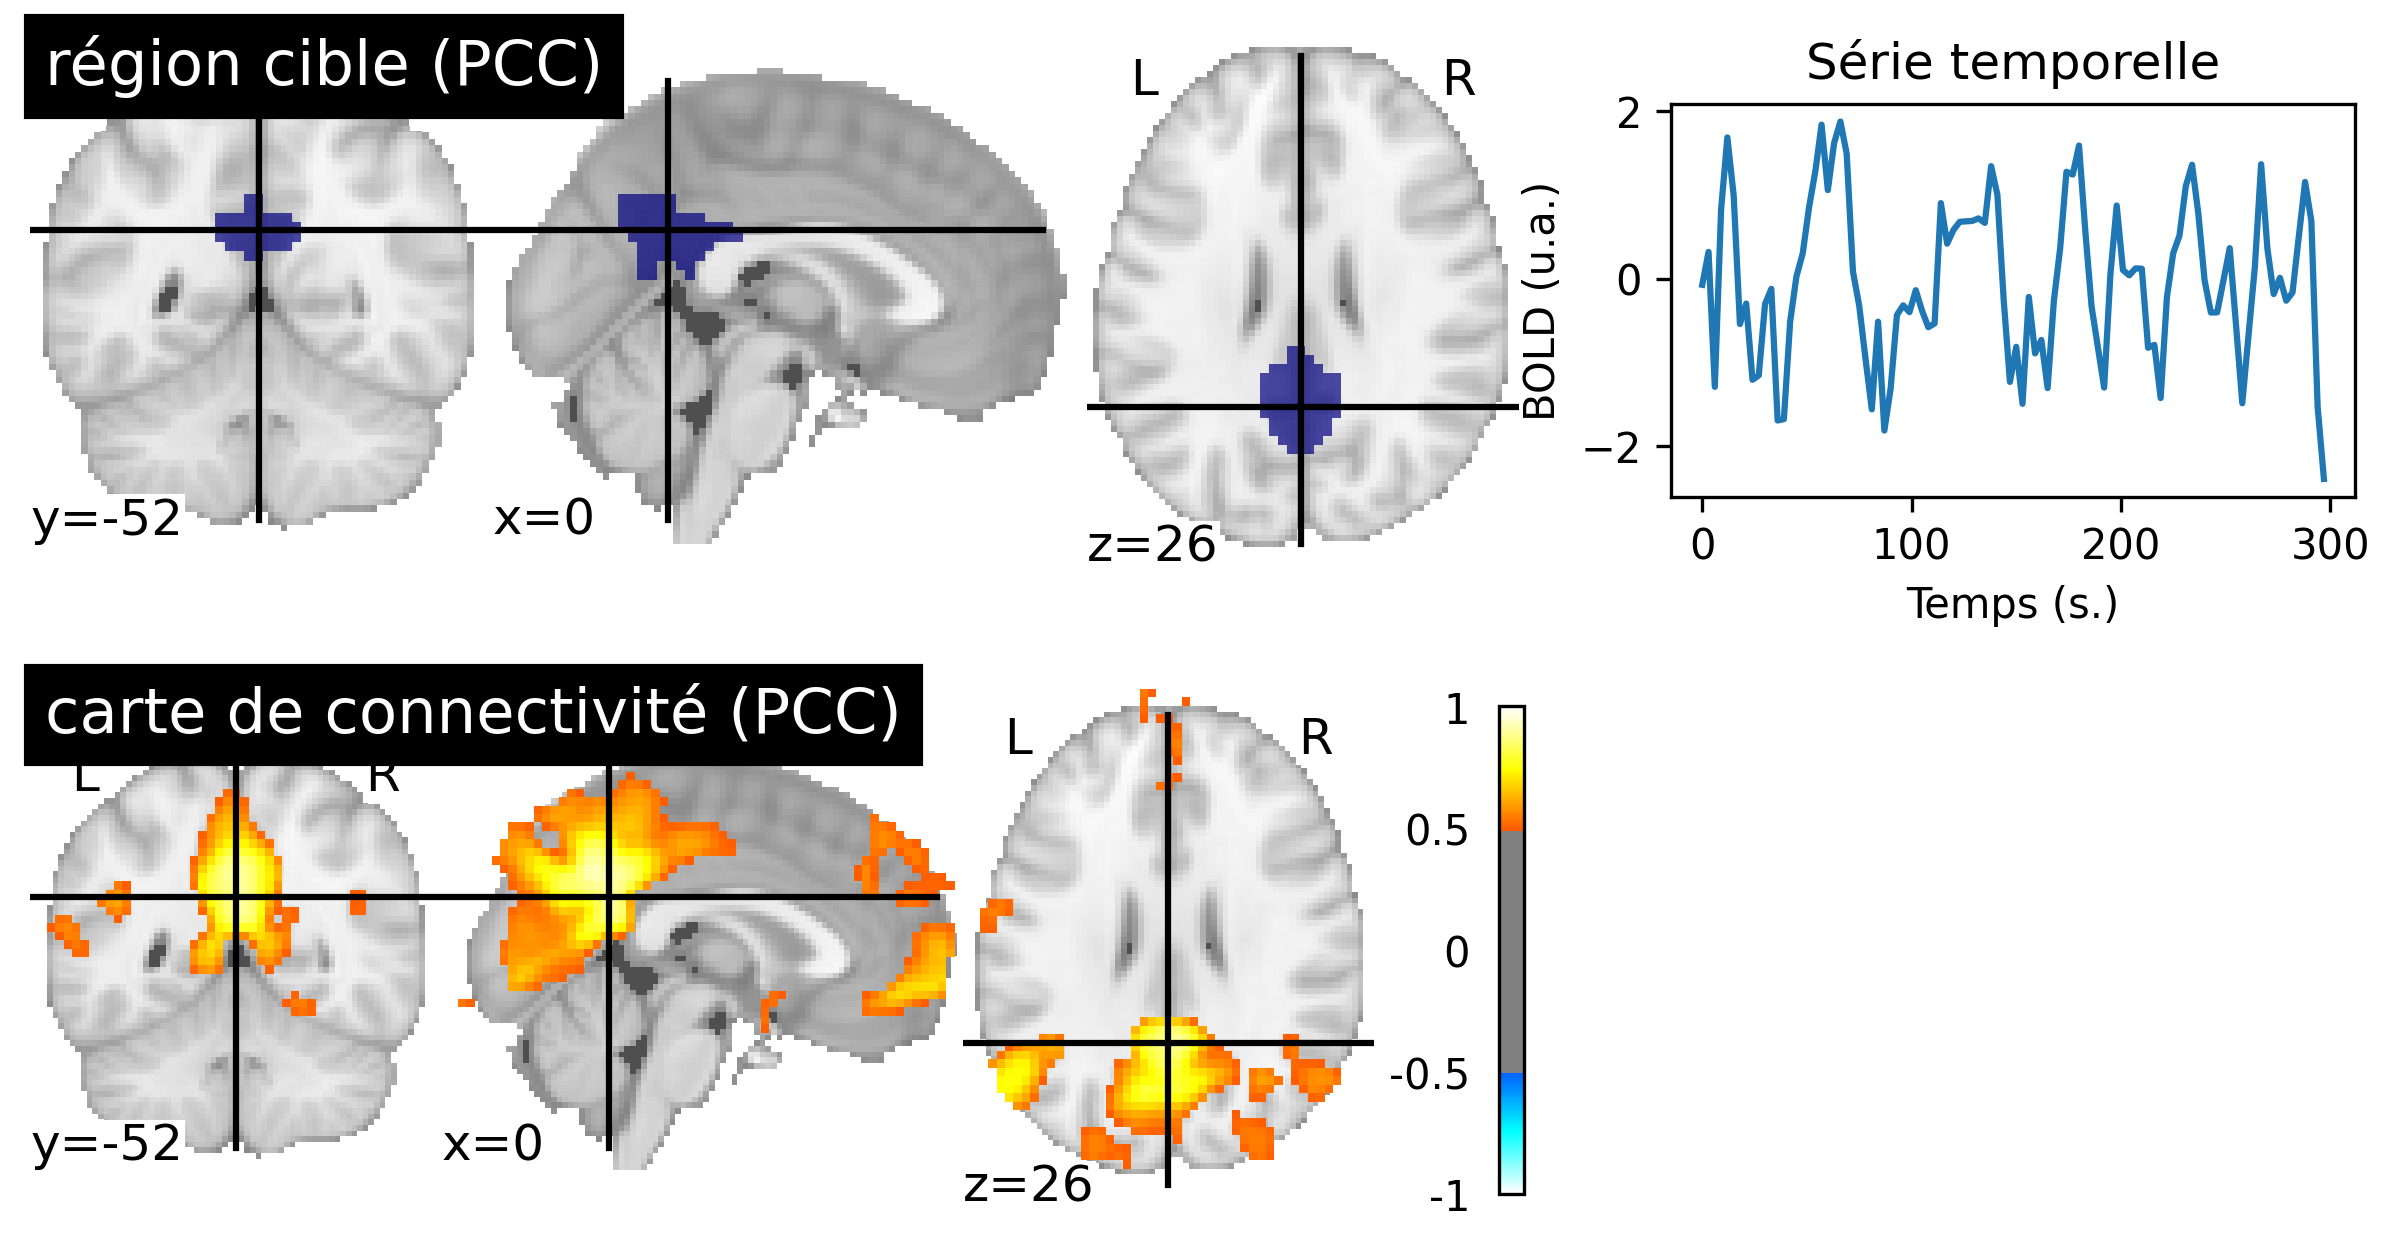 région cible (PCC)
L R
y=-52
x=0
z=26
Série temporelle
BOLD (u.a.)
2
0
−2
0 100 200 300
Temps (s.)
carte de connectivité (PCC)
L R
L R
y=-52
x=0
z=26
1
0.5
0
-0.5
-1